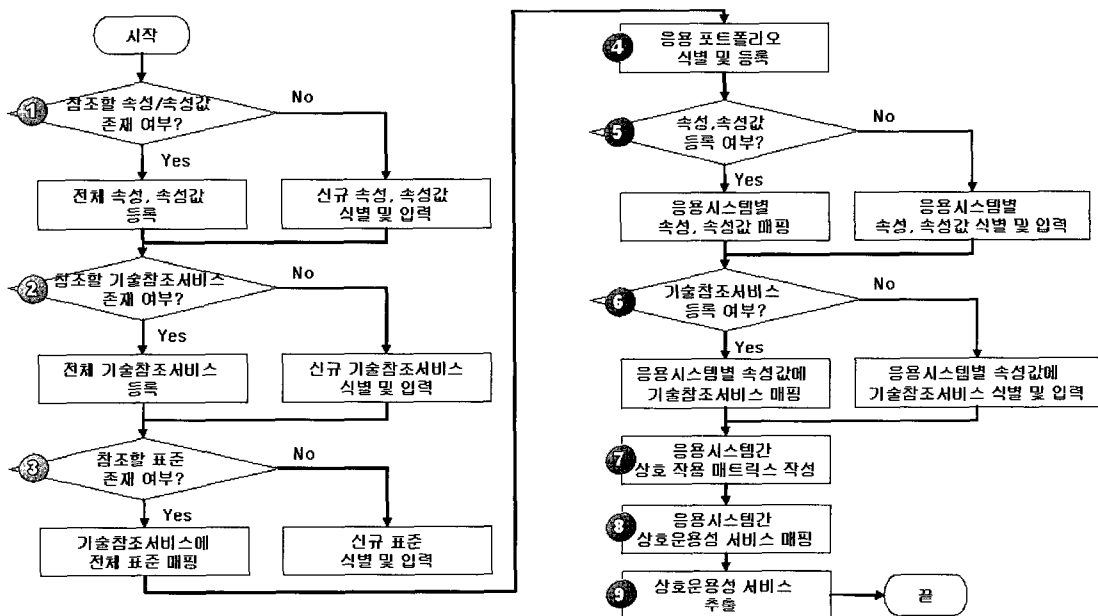 시작
1
참조할 속성/속성값
존재 여부?
No
Yes
전체 속성, 속성값
등록
신규 속성, 속성값
식별 및 입력
2
참조할 기술참조서비스
존재 여부?
No
Yes
전체 기술참조서비스
등록
신규 기술참조서비스
식별 및 입력
3
참조할 표준
존재 여부?
No
Yes
기술참조서비스에
전체 표준 매핑
신규 표준
식별 및 입력
4
응용 포트폴리오
식별 및 등록
5
속성,속성값
등록 여부?
No
Yes
응용시스템별
속성, 속성값 매핑
응용시스템별
속성, 속성값 식별 및 입력
6
기술참조서비스
등록 여부?
No
Yes
응용시스템별 속성값에
기술참조서비스 매핑
응용시스템별 속성값에
기술참조서비스 식별 및 입력
7
응용시스템간
상호 작용 매트릭스 작성
8
응용시스템간
상호운용성 서비스 매핑
9
상호운용성 서비스
추출
끝